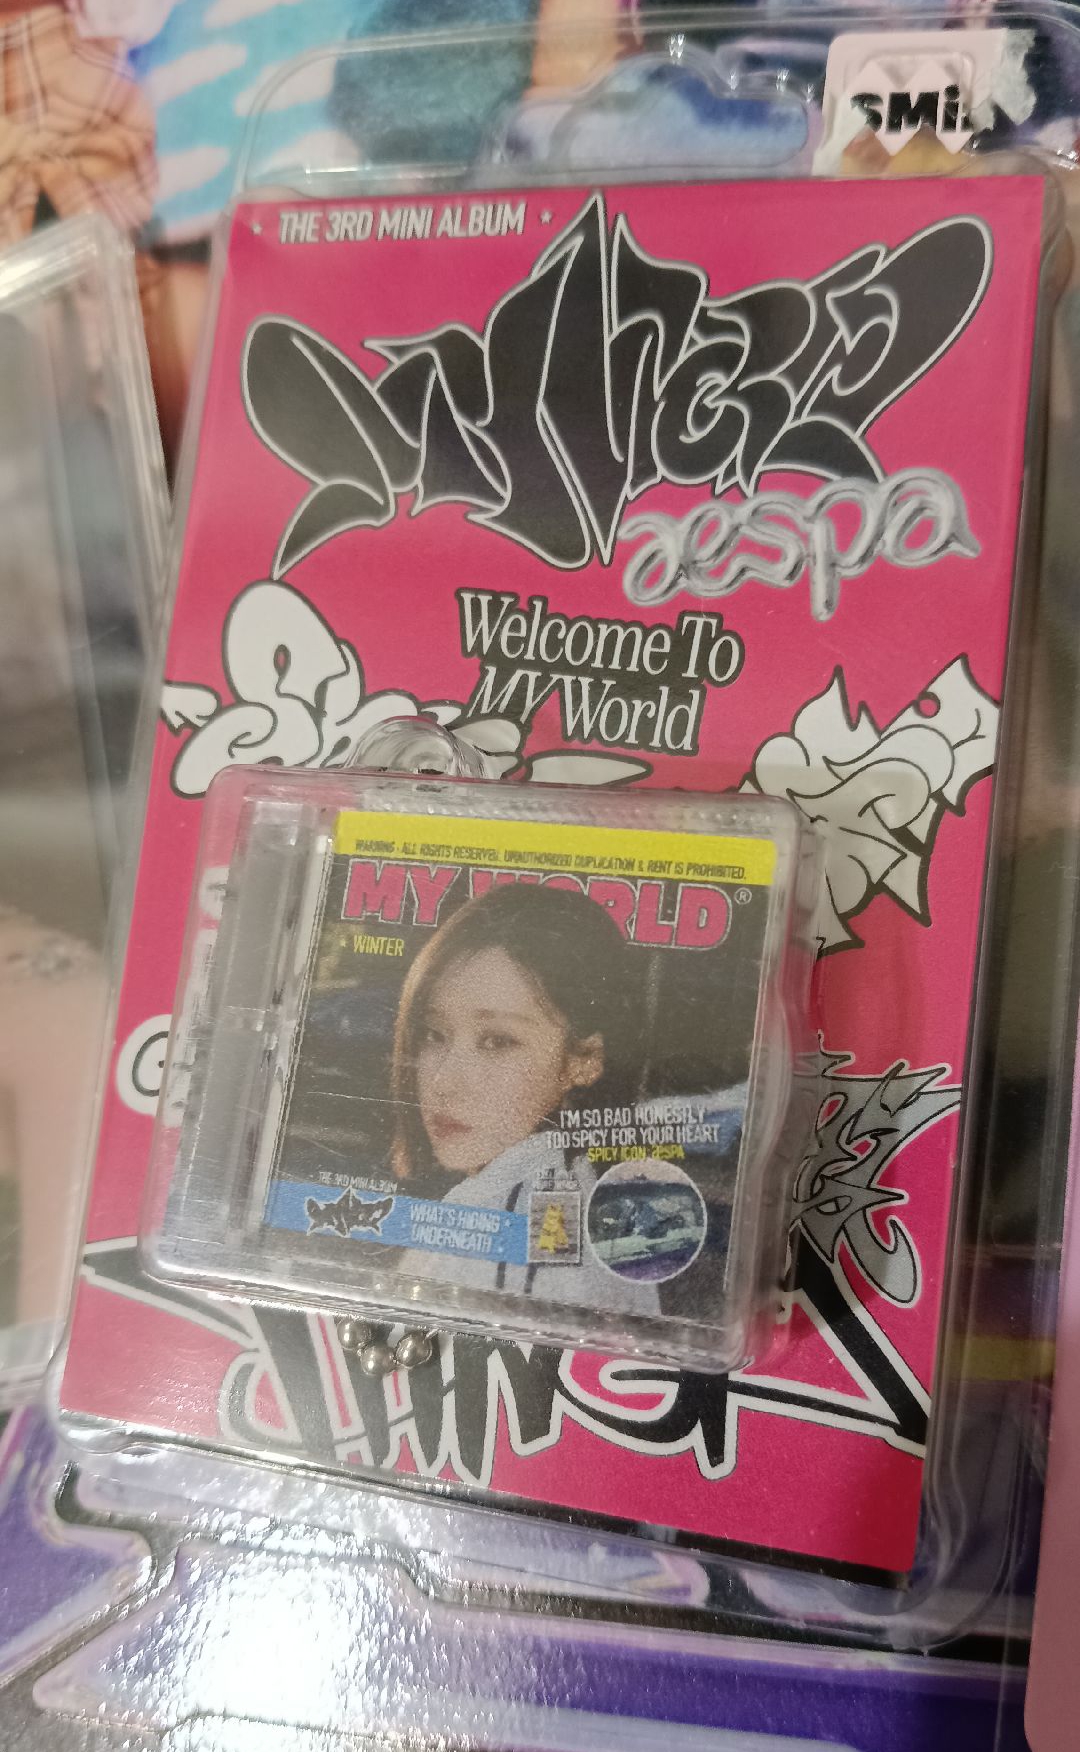 THE 3RD MINI ALBUM
aespa
Welcome To
MY World
WARNING - ALL RIGHTS RESERVED. UNAUTHORIZED DUPLICATION & RENT IS PROHIBITED.
MY WORLD®
WINTER
I'M SO BAD HONESTLY
TOO SPICY FOR YOUR HEART
SPICY ICON aespa
- THE 3RD MINI ALBUM -
WHAT'S HIDING
UNDERNEATH